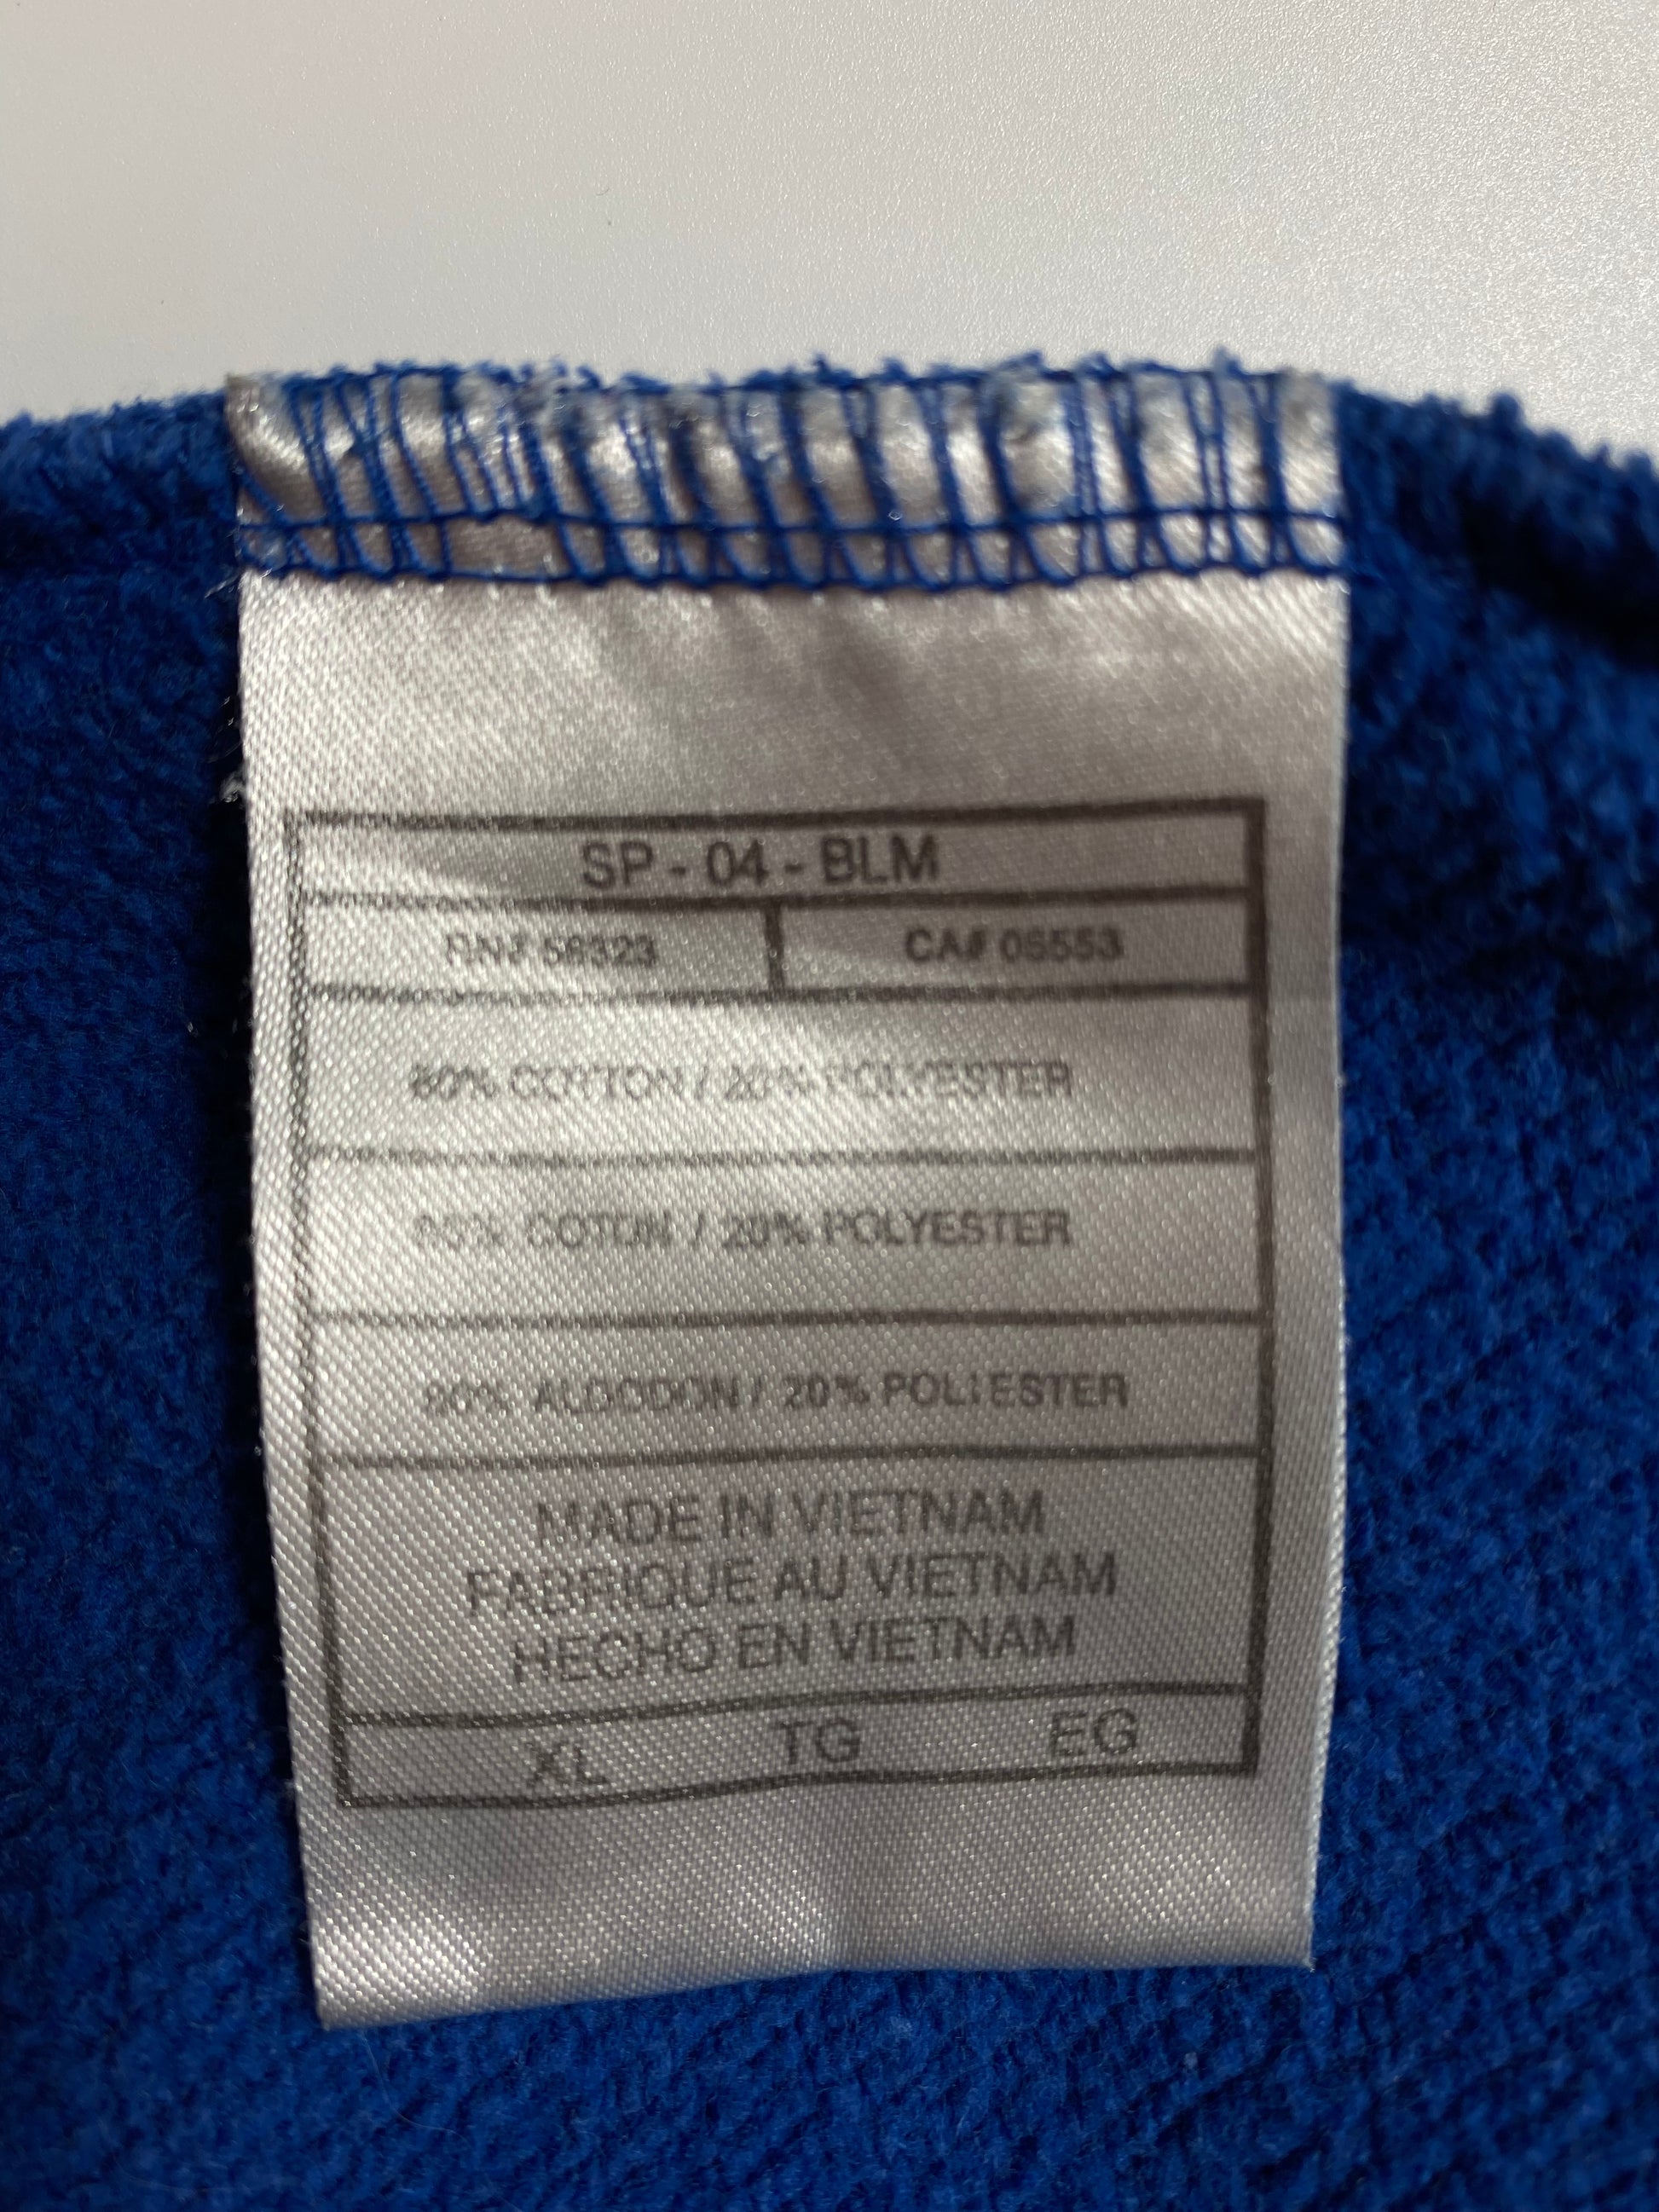 SP - 04 - BLM
RN# 56323 CA# 05553
80% COTTON / 20% POLYESTER
80% COTON / 20% POLYESTER
80% ALGODON / 20% POLIESTER
MADE IN VIETNAM
FABRIQUE AU VIETNAM
HECHO EN VIETNAM
XL TG EG